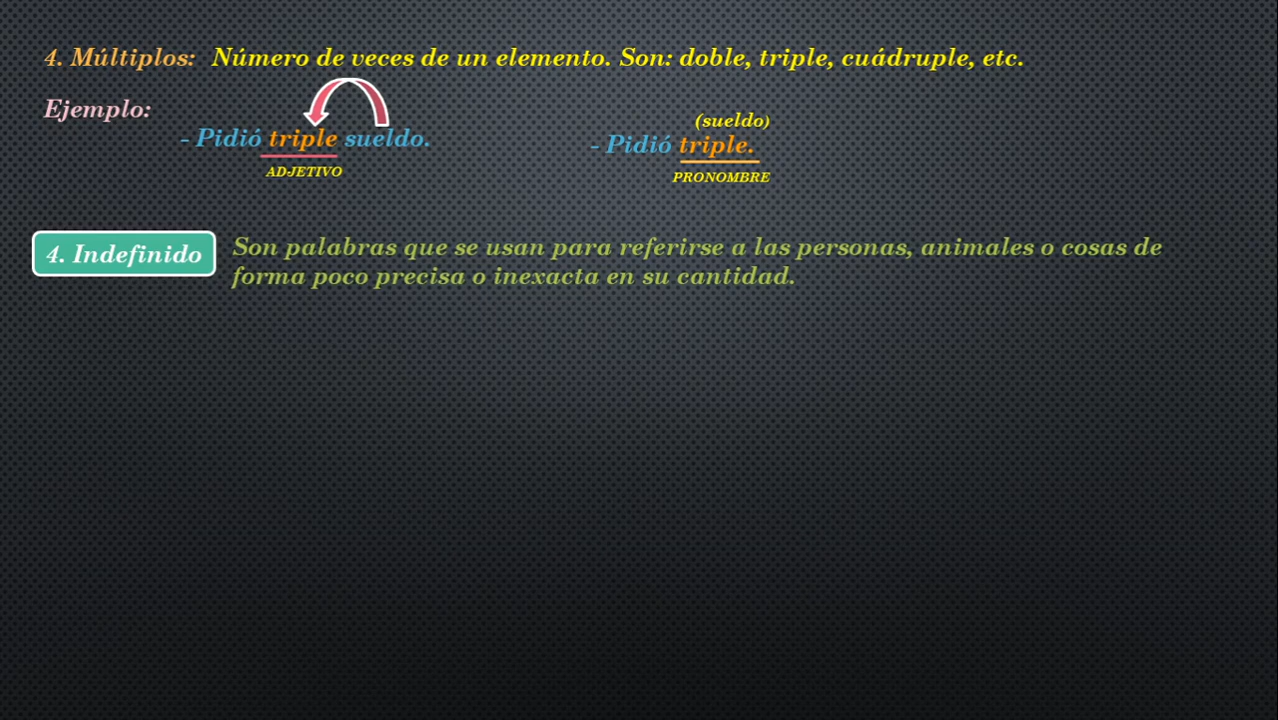 4. Múltiplos: Número de veces de un elemento. Son: doble, triple, cuádruple, etc.
Ejemplo:
- Pidió triple sueldo.
ADJETIVO
(sueldo)
- Pidió triple.
PRONOMBRE
4. Indefinido
Son palabras que se usan para referirse a las personas, animales o cosas de
forma poco precisa o inexacta en su cantidad.